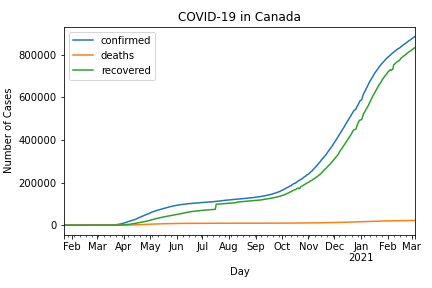 COVID-19 in Canada
confirmed
deaths
recovered
Number of Cases
800000
600000
400000
200000
0
Feb Mar Apr May Jun Jul Aug Sep Oct Nov Dec Jan Feb Mar
2021
Day